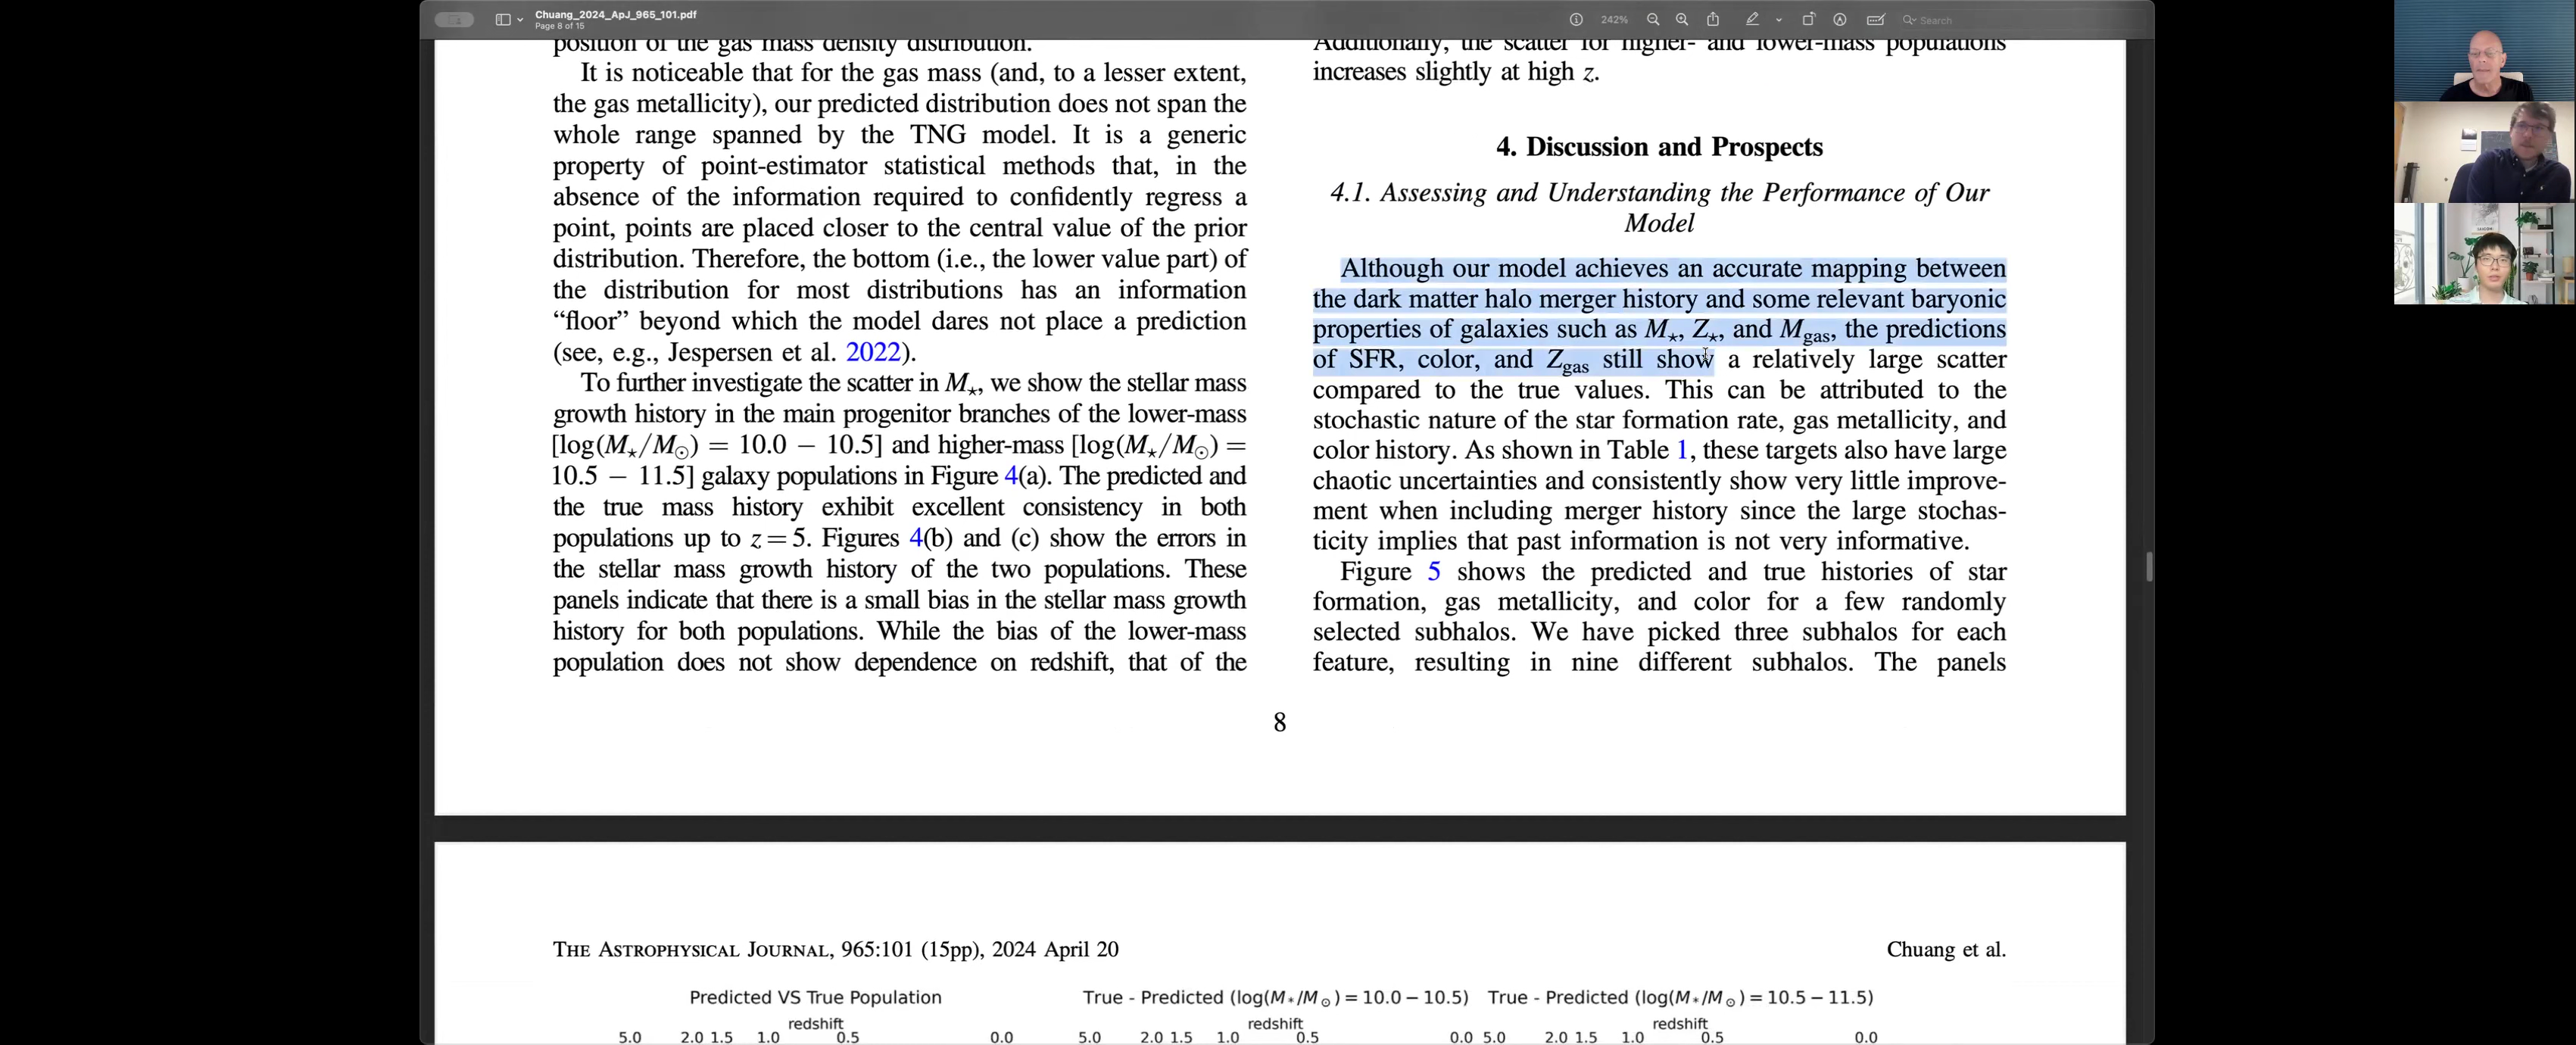 Chuang_2024_ApJ_965_101.pdf
Page 8 of 15
242%
Search
position of the gas mass density distribution.
It is noticeable that for the gas mass (and, to a lesser extent,
the gas metallicity), our predicted distribution does not span the
whole range spanned by the TNG model. It is a generic
property of point-estimator statistical methods that, in the
absence of the information required to confidently regress a
point, points are placed closer to the central value of the prior
distribution. Therefore, the bottom (i.e., the lower value part) of
the distribution for most distributions has an information
“floor” beyond which the model dares not place a prediction
(see, e.g., Jespersen et al. 2022).
To further investigate the scatter in M⋆, we show the stellar mass
growth history in the main progenitor branches of the lower-mass
[log(M⋆/M⊙) = 10.0 − 10.5] and higher-mass [log(M⋆/M⊙) =
10.5 − 11.5] galaxy populations in Figure 4(a). The predicted and
the true mass history exhibit excellent consistency in both
populations up to z = 5. Figures 4(b) and (c) show the errors in
the stellar mass growth history of the two populations. These
panels indicate that there is a small bias in the stellar mass growth
history for both populations. While the bias of the lower-mass
population does not show dependence on redshift, that of the
Additionally, the scatter for higher- and lower-mass populations
increases slightly at high z.
4. Discussion and Prospects
4.1. Assessing and Understanding the Performance of Our
Model
Although our model achieves an accurate mapping between
the dark matter halo merger history and some relevant baryonic
properties of galaxies such as M⋆, Z⋆, and Mgas, the predictions
of SFR, color, and Zgas still show a relatively large scatter
compared to the true values. This can be attributed to the
stochastic nature of the star formation rate, gas metallicity, and
color history. As shown in Table 1, these targets also have large
chaotic uncertainties and consistently show very little improve-
ment when including merger history since the large stochas-
ticity implies that past information is not very informative.
Figure 5 shows the predicted and true histories of star
formation, gas metallicity, and color for a few randomly
selected subhalos. We have picked three subhalos for each
feature, resulting in nine different subhalos. The panels
8
THE ASTROPHYSICAL JOURNAL, 965:101 (15pp), 2024 April 20
Chuang et al.
Predicted VS True Population
redshift
5.0 2.0 1.5 1.0 0.5 0.0
True - Predicted (log(M*/M⊙) = 10.0 − 10.5)
redshift
5.0 2.0 1.5 1.0 0.5 0.0
True - Predicted (log(M*/M⊙) = 10.5 − 11.5)
redshift
5.0 2.0 1.5 1.0 0.5 0.0